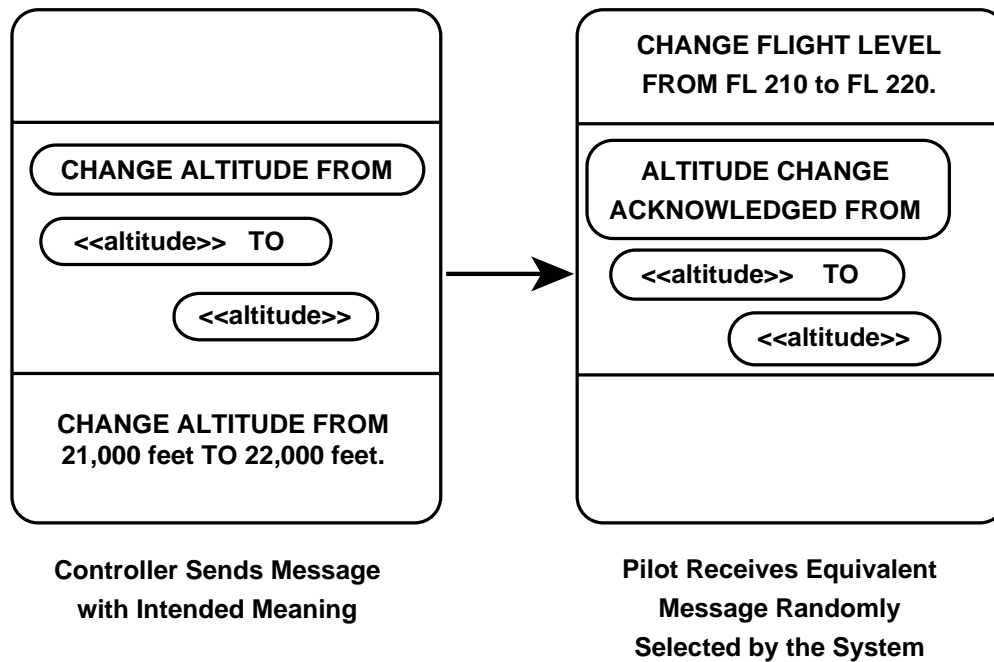 CHANGE ALTITUDE FROM
<<altitude>> TO
<<altitude>>
CHANGE ALTITUDE FROM
21,000 feet TO 22,000 feet.
Controller Sends Message
with Intended Meaning
CHANGE FLIGHT LEVEL
FROM FL 210 to FL 220.
ALTITUDE CHANGE
ACKNOWLEDGED FROM
<<altitude>> TO
<<altitude>>
Pilot Receives Equivalent
Message Randomly
Selected by the System